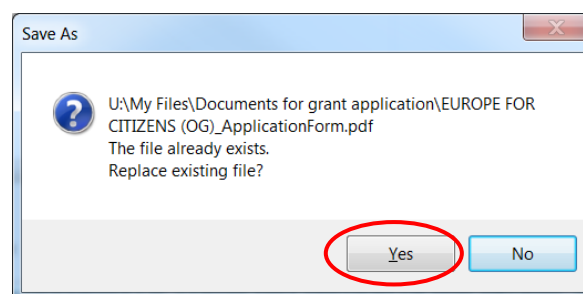 Save As
U:\My Files\Documents for grant application\EUROPE FOR
CITIZENS (OG)_ApplicationForm.pdf
The file already exists.
Replace existing file?
Yes
No